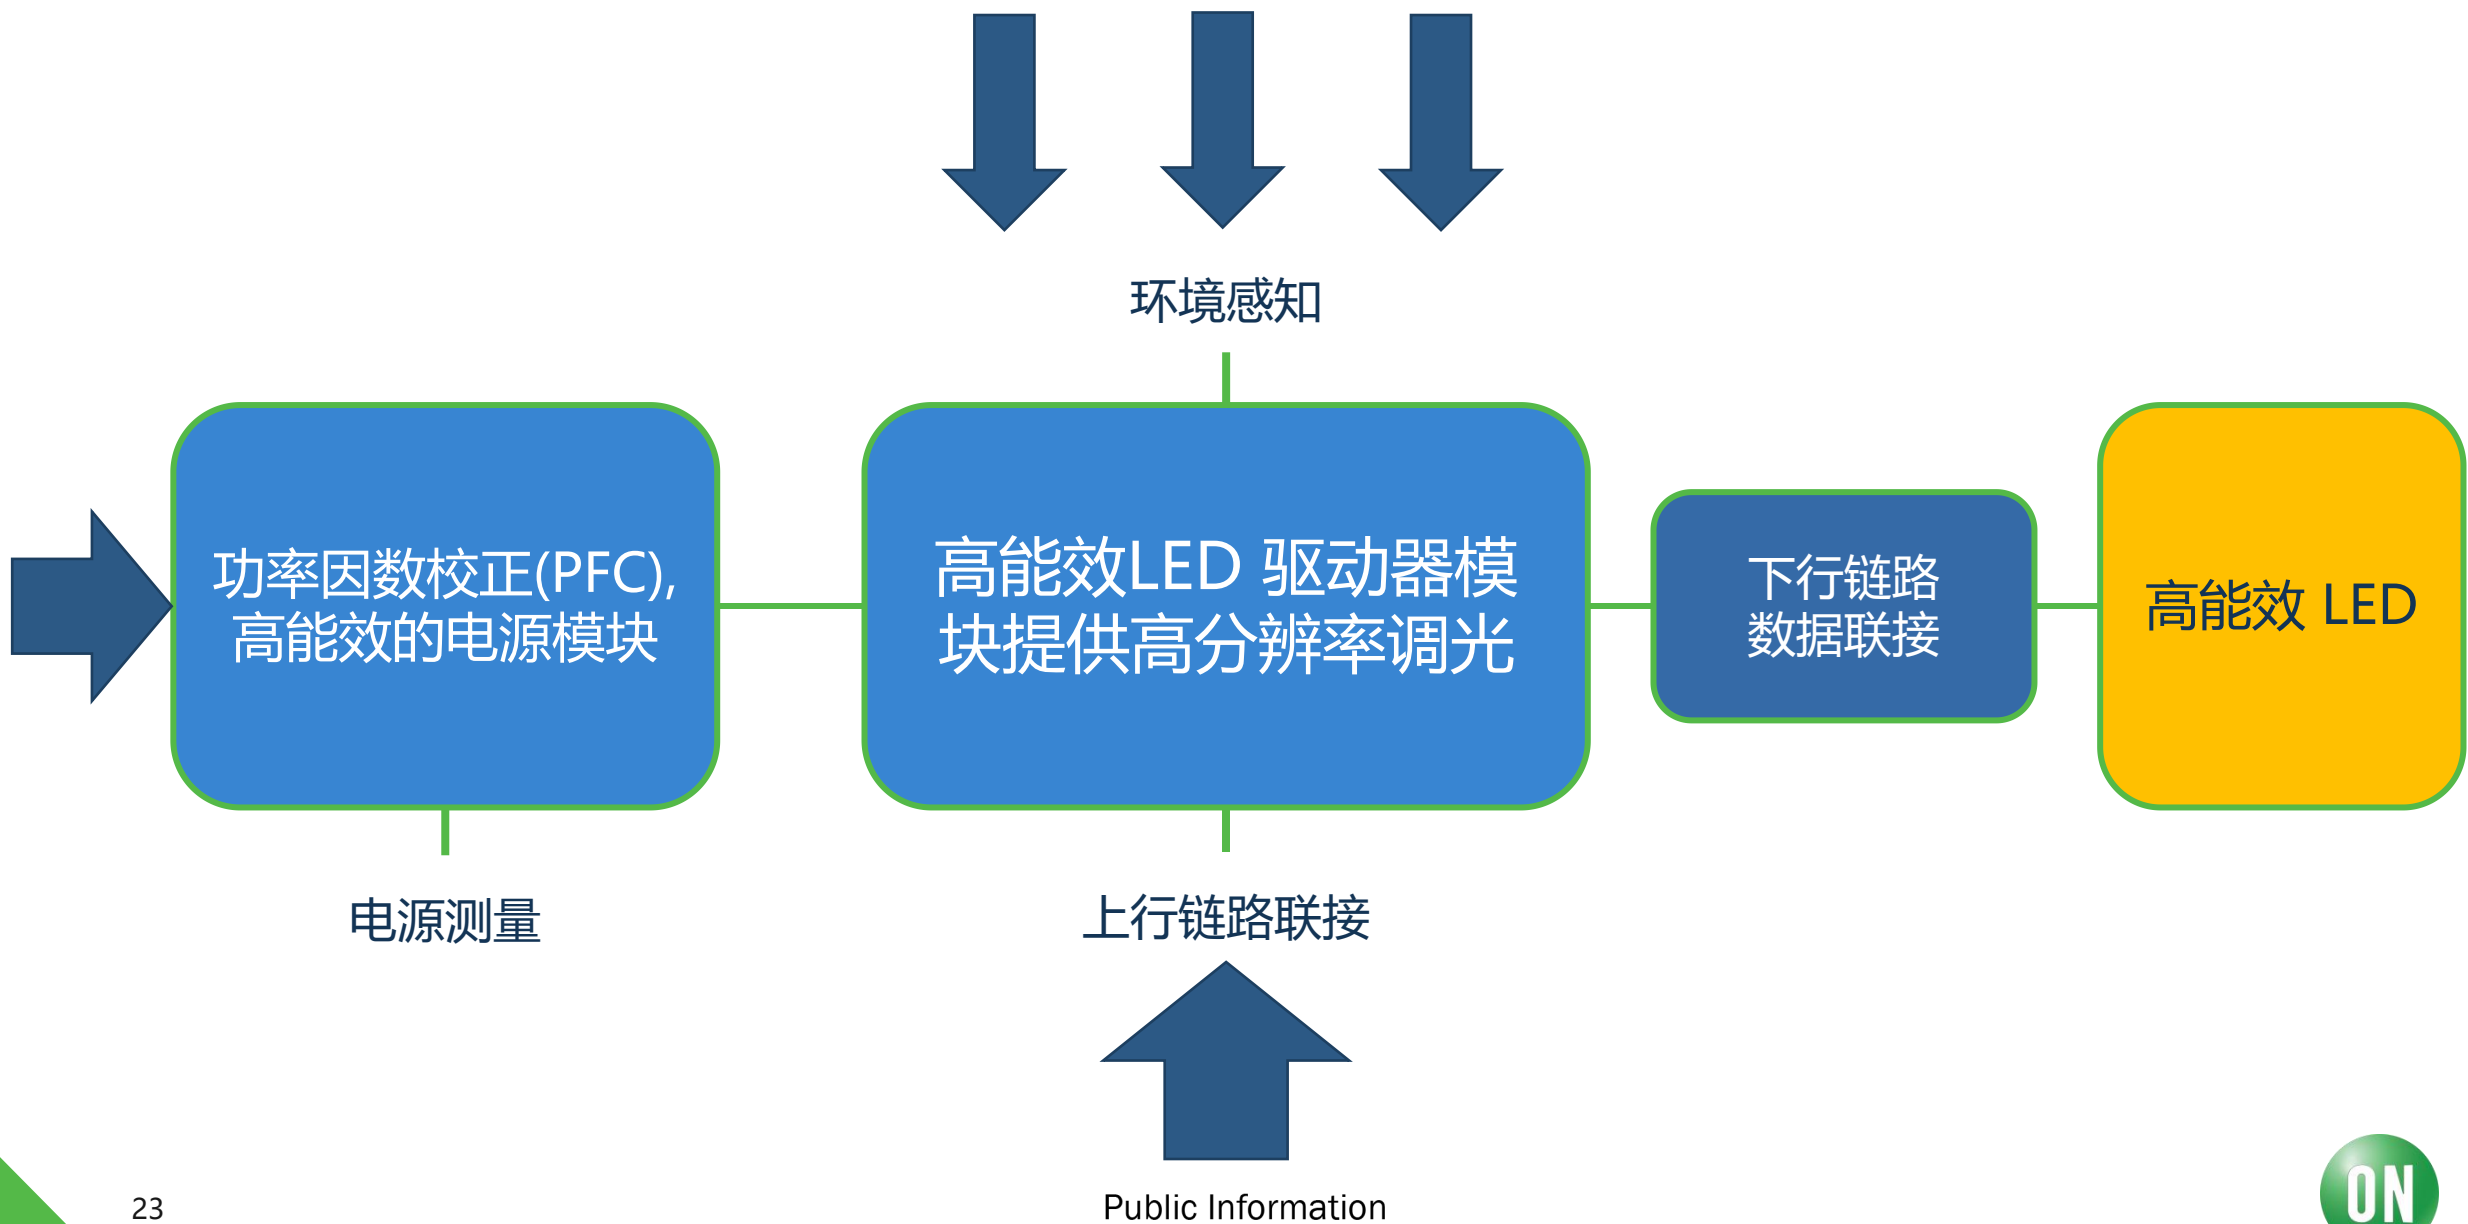 环境感知
功率因数校正(PFC),
高能效的电源模块
高能效LED 驱动器模
块提供高分辨率调光
下行链路
数据联接
高能效 LED
电源测量
上行链路联接
23
Public Information
ON